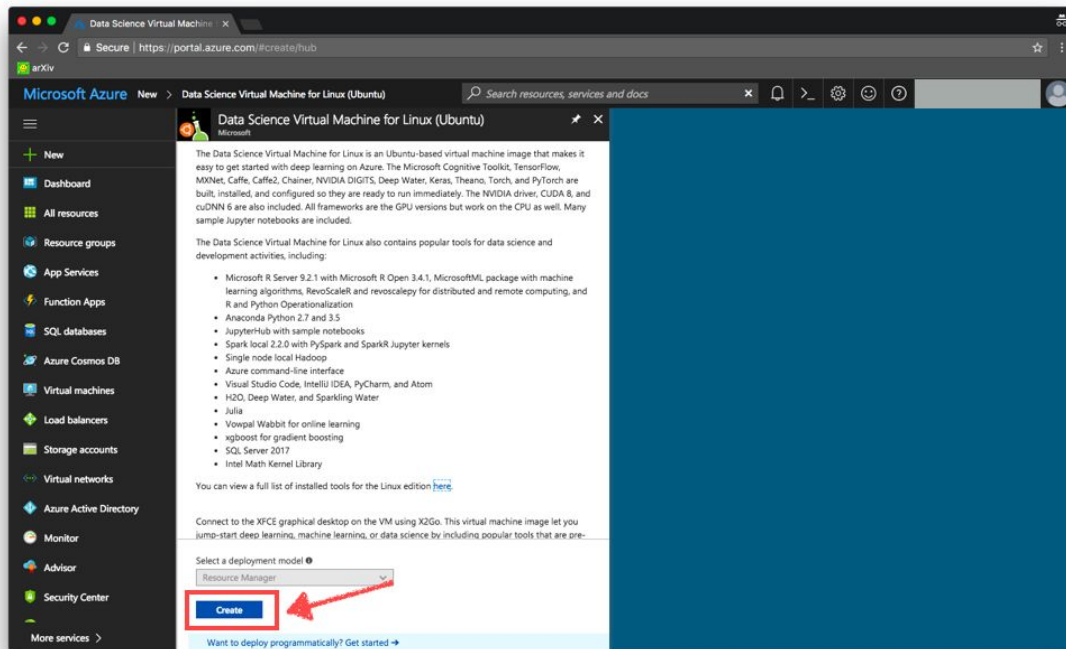 Data Science Virtual Machine
Secure | https://portal.azure.com/#create/hub
arXiv
Microsoft Azure New > Data Science Virtual Machine for Linux (Ubuntu)
Search resources, services and docs
New
Dashboard
All resources
Resource groups
App Services
Function Apps
SQL databases
Azure Cosmos DB
Virtual machines
Load balancers
Storage accounts
Virtual networks
Azure Active Directory
Monitor
Advisor
Security Center
More services >
Data Science Virtual Machine for Linux (Ubuntu)
Microsoft
The Data Science Virtual Machine for Linux is an Ubuntu-based virtual machine image that makes it
easy to get started with deep learning on Azure. The Microsoft Cognitive Toolkit, TensorFlow,
MXNet, Caffe, Caffe2, Chainer, NVIDIA DIGITS, Deep Water, Keras, Theano, Torch, and PyTorch are
built, installed, and configured so they are ready to run immediately. The NVIDIA driver, CUDA 8, and
cuDNN 6 are also included. All frameworks are the GPU versions but work on the CPU as well. Many
sample Jupyter notebooks are included.
The Data Science Virtual Machine for Linux also contains popular tools for data science and
development activities, including:
• Microsoft R Server 9.2.1 with Microsoft R Open 3.4.1, MicrosoftML package with machine
learning algorithms, RevoScaleR and revoscalepy for distributed and remote computing, and
R and Python Operationalization
• Anaconda Python 2.7 and 3.5
• JupyterHub with sample notebooks
• Spark local 2.2.0 with PySpark and SparkR Jupyter kernels
• Single node local Hadoop
• Azure command-line interface
• Visual Studio Code, IntelliJ IDEA, PyCharm, and Atom
• H2O, Deep Water, and Sparkling Water
• Julia
• Vowpal Wabbit for online learning
• xgboost for gradient boosting
• SQL Server 2017
• Intel Math Kernel Library
You can view a full list of installed tools for the Linux edition here.
Connect to the XFCE graphical desktop on the VM using X2Go. This virtual machine image let you
jump-start deep learning, machine learning, or data science by including popular tools that are pre-
Select a deployment model
Resource Manager
Create
Want to deploy programmatically? Get started →